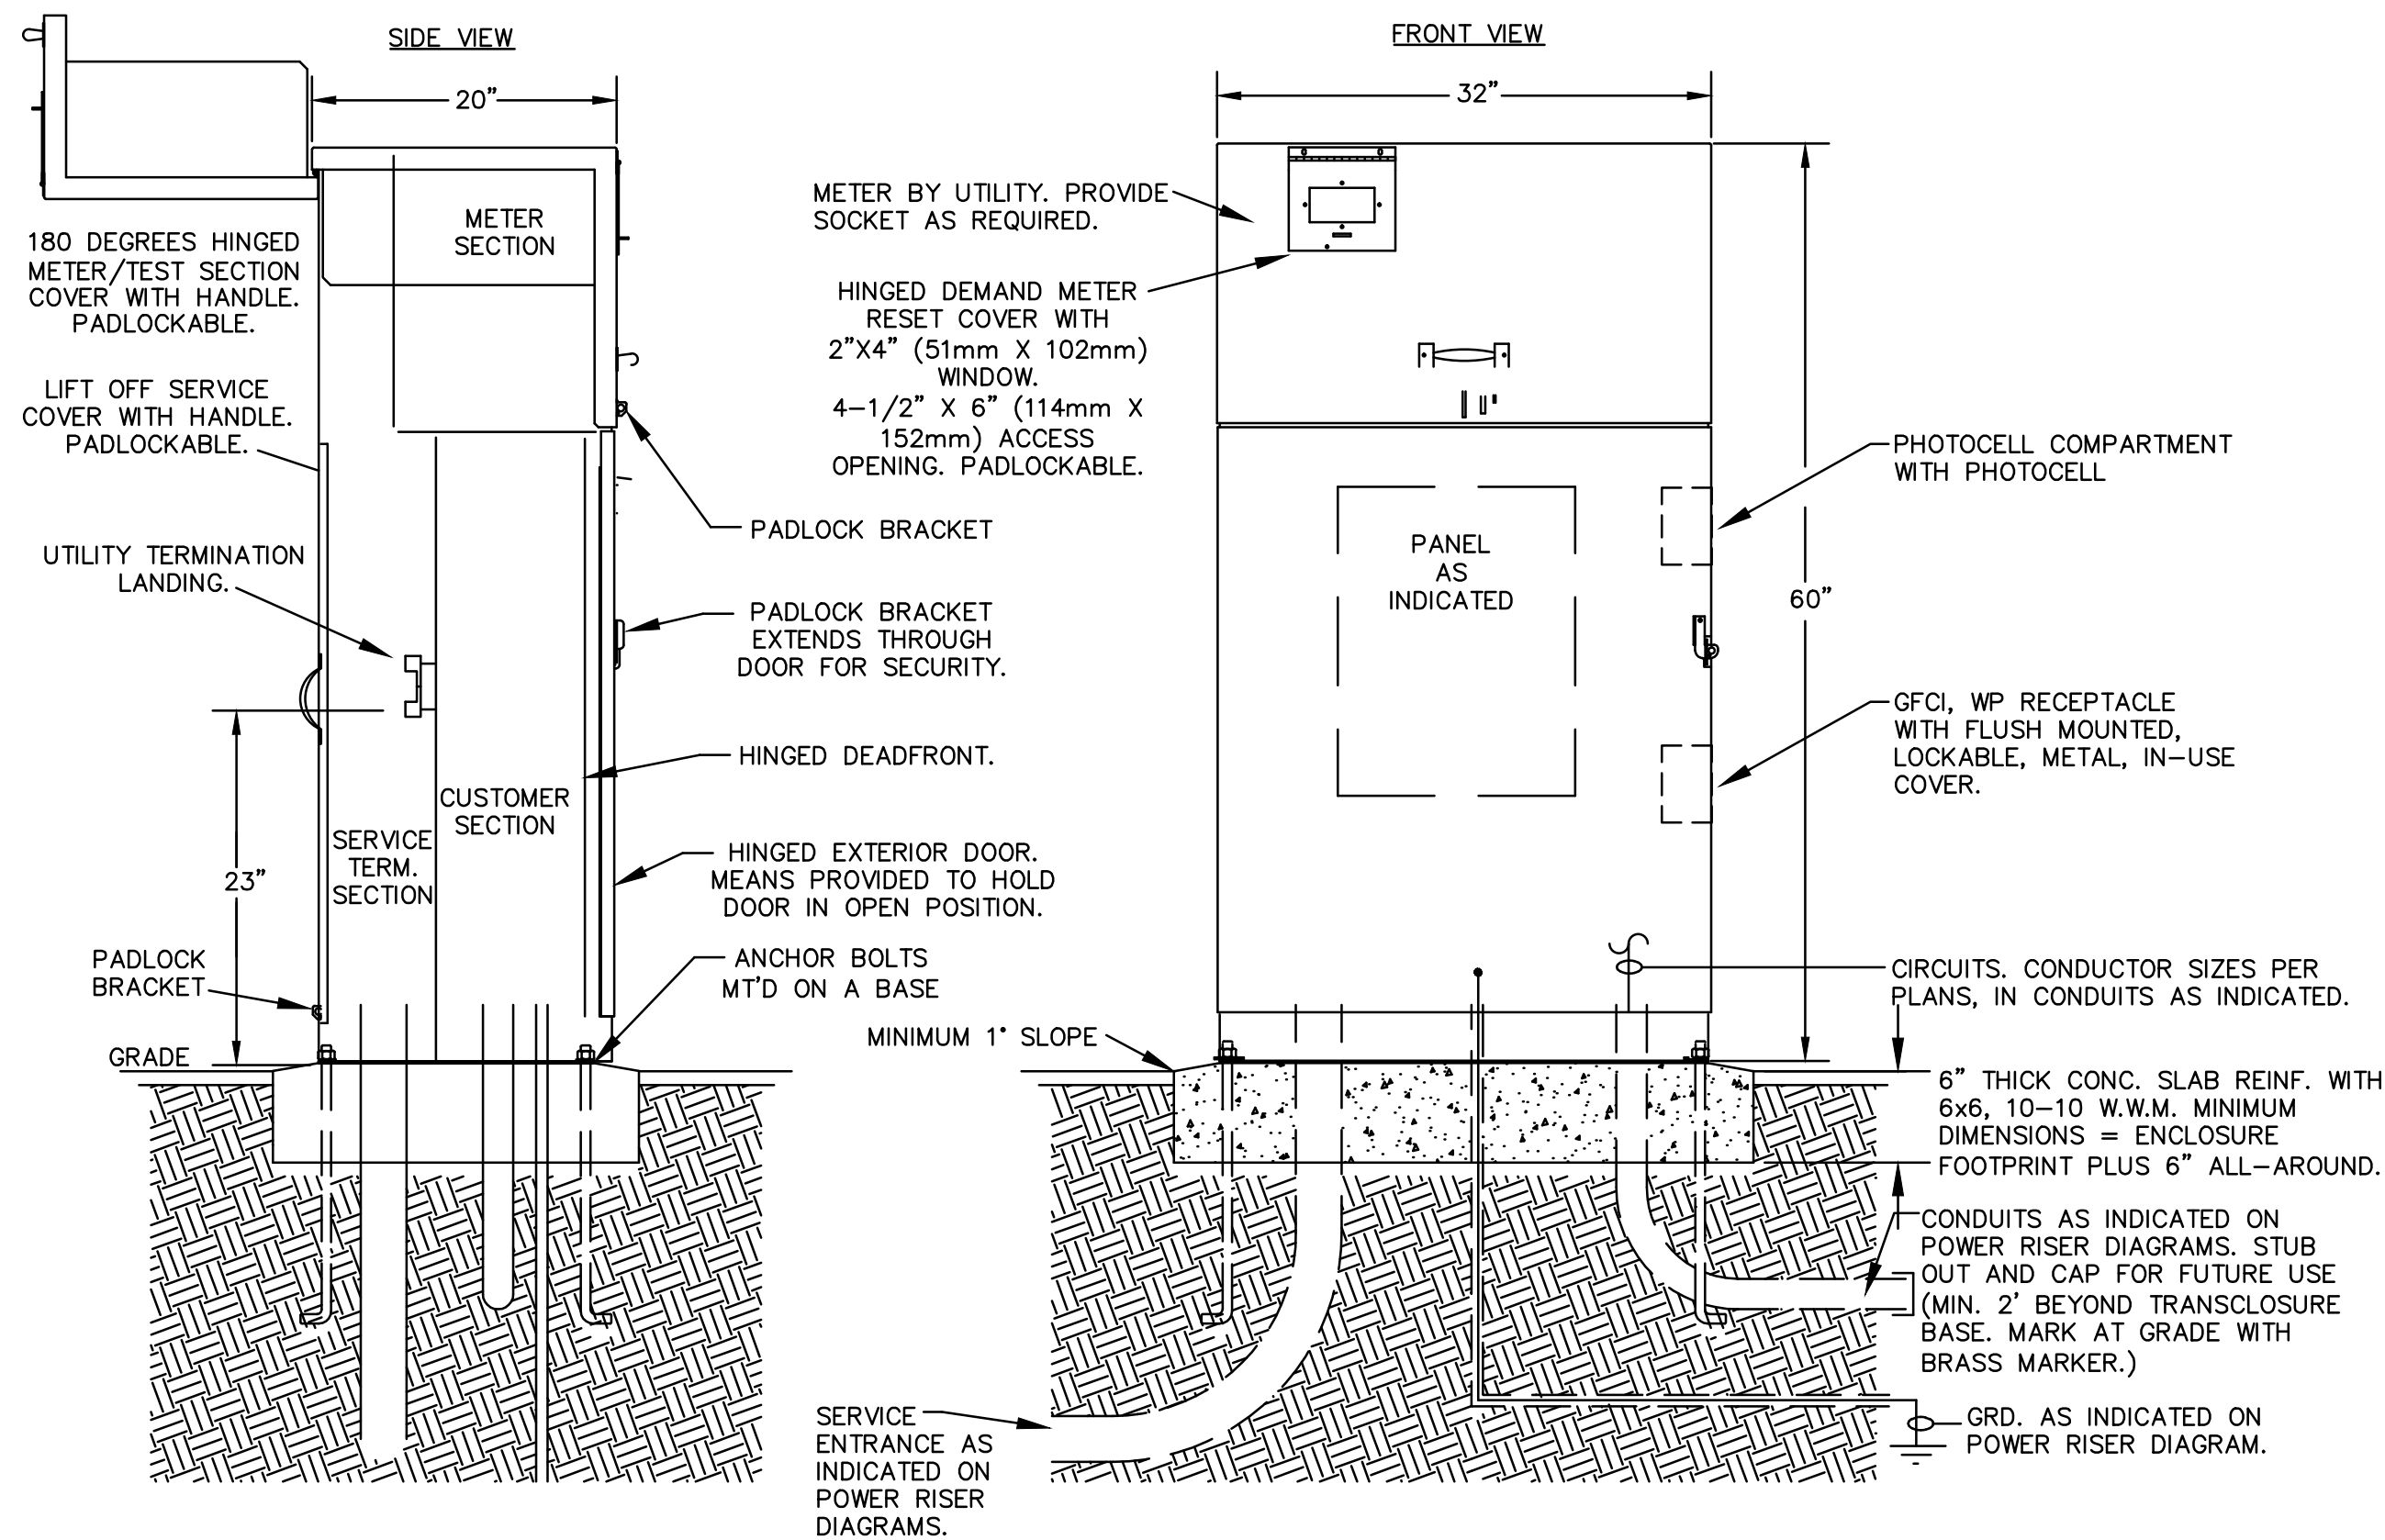 SIDE VIEW
20"
METER
SECTION
180 DEGREES HINGED
METER/TEST SECTION
COVER WITH HANDLE.
PADLOCKABLE.
LIFT OFF SERVICE
COVER WITH HANDLE.
PADLOCKABLE.
UTILITY TERMINATION
LANDING.
23"
SERVICE
TERM.
SECTION
CUSTOMER
SECTION
PADLOCK
BRACKET
GRADE
PADLOCK BRACKET
PADLOCK BRACKET
EXTENDS THROUGH
DOOR FOR SECURITY.
HINGED DEADFRONT.
HINGED EXTERIOR DOOR.
MEANS PROVIDED TO HOLD
DOOR IN OPEN POSITION.
ANCHOR BOLTS
MT'D ON A BASE
FRONT VIEW
32"
METER BY UTILITY. PROVIDE
SOCKET AS REQUIRED.
HINGED DEMAND METER
RESET COVER WITH
2"X4" (51mm X 102mm)
WINDOW.
4-1/2" X 6" (114mm X
152mm) ACCESS
OPENING. PADLOCKABLE.
PANEL
AS
INDICATED
60"
PHOTOCELL COMPARTMENT
WITH PHOTOCELL
GFCI, WP RECEPTACLE
WITH FLUSH MOUNTED,
LOCKABLE, METAL, IN-USE
COVER.
CIRCUITS. CONDUCTOR SIZES PER
PLANS, IN CONDUITS AS INDICATED.
MINIMUM 1° SLOPE
6" THICK CONC. SLAB REINF. WITH
6x6, 10-10 W.W.M. MINIMUM
DIMENSIONS = ENCLOSURE
FOOTPRINT PLUS 6" ALL-AROUND.
CONDUITS AS INDICATED ON
POWER RISER DIAGRAMS. STUB
OUT AND CAP FOR FUTURE USE
(MIN. 2' BEYOND TRANSCLOSURE
BASE. MARK AT GRADE WITH
BRASS MARKER.)
SERVICE
ENTRANCE AS
INDICATED ON
POWER RISER
DIAGRAMS.
GRD. AS INDICATED ON
POWER RISER DIAGRAM.